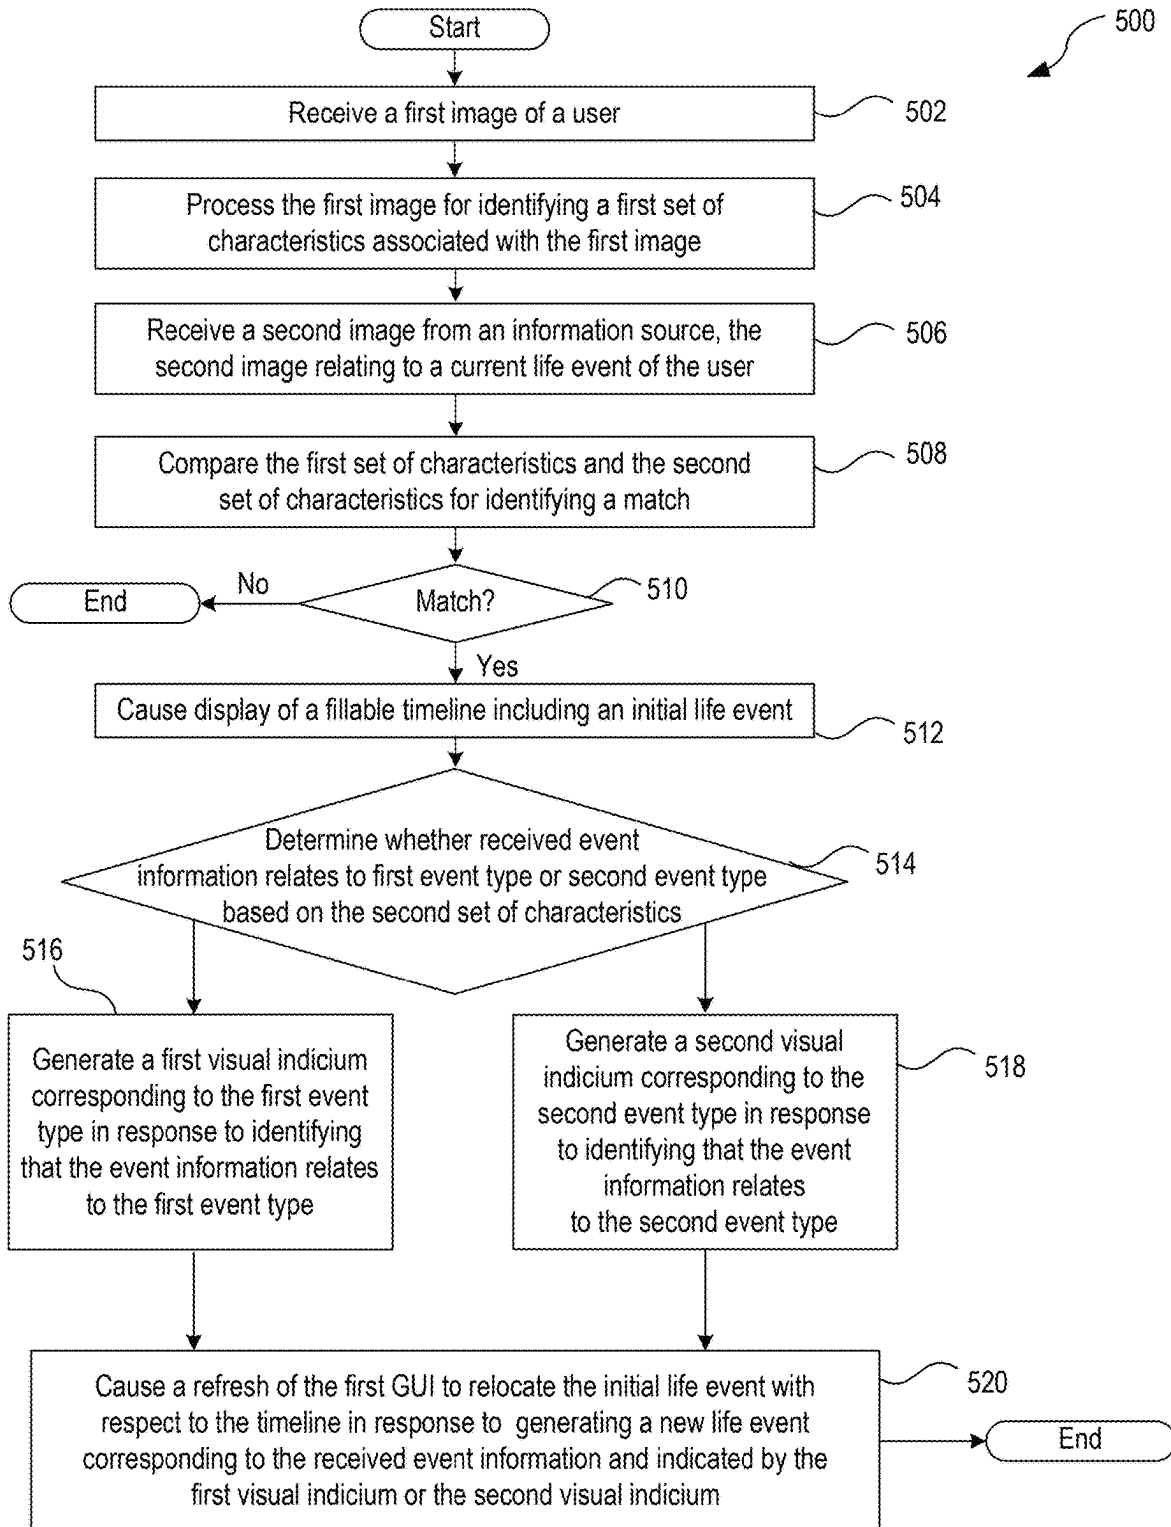 Start
500
Receive a first image of a user
502
Process the first image for identifying a first set of
characteristics associated with the first image
504
Receive a second image from an information source, the
second image relating to a current life event of the user
506
Compare the first set of characteristics and the second
set of characteristics for identifying a match
508
End
No
Match?
510
Yes
Cause display of a fillable timeline including an initial life event
512
Determine whether received event
information relates to first event type or second event type
based on the second set of characteristics
514
516
Generate a first visual indicium
corresponding to the first event
type in response to identifying
that the event information relates
to the first event type
Generate a second visual
indicium corresponding to the
second event type in response
to identifying that the event
information relates
to the second event type
518
Cause a refresh of the first GUI to relocate the initial life event with
respect to the timeline in response to generating a new life event
corresponding to the received event information and indicated by the
first visual indicium or the second visual indicium
520
End